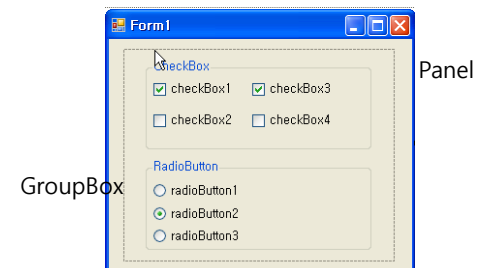 Form1
CheckBox
Panel
checkBox1 checkBox3
checkBox2 checkBox4
RadioButton
GroupBox
radioButton1
radioButton2
radioButton3